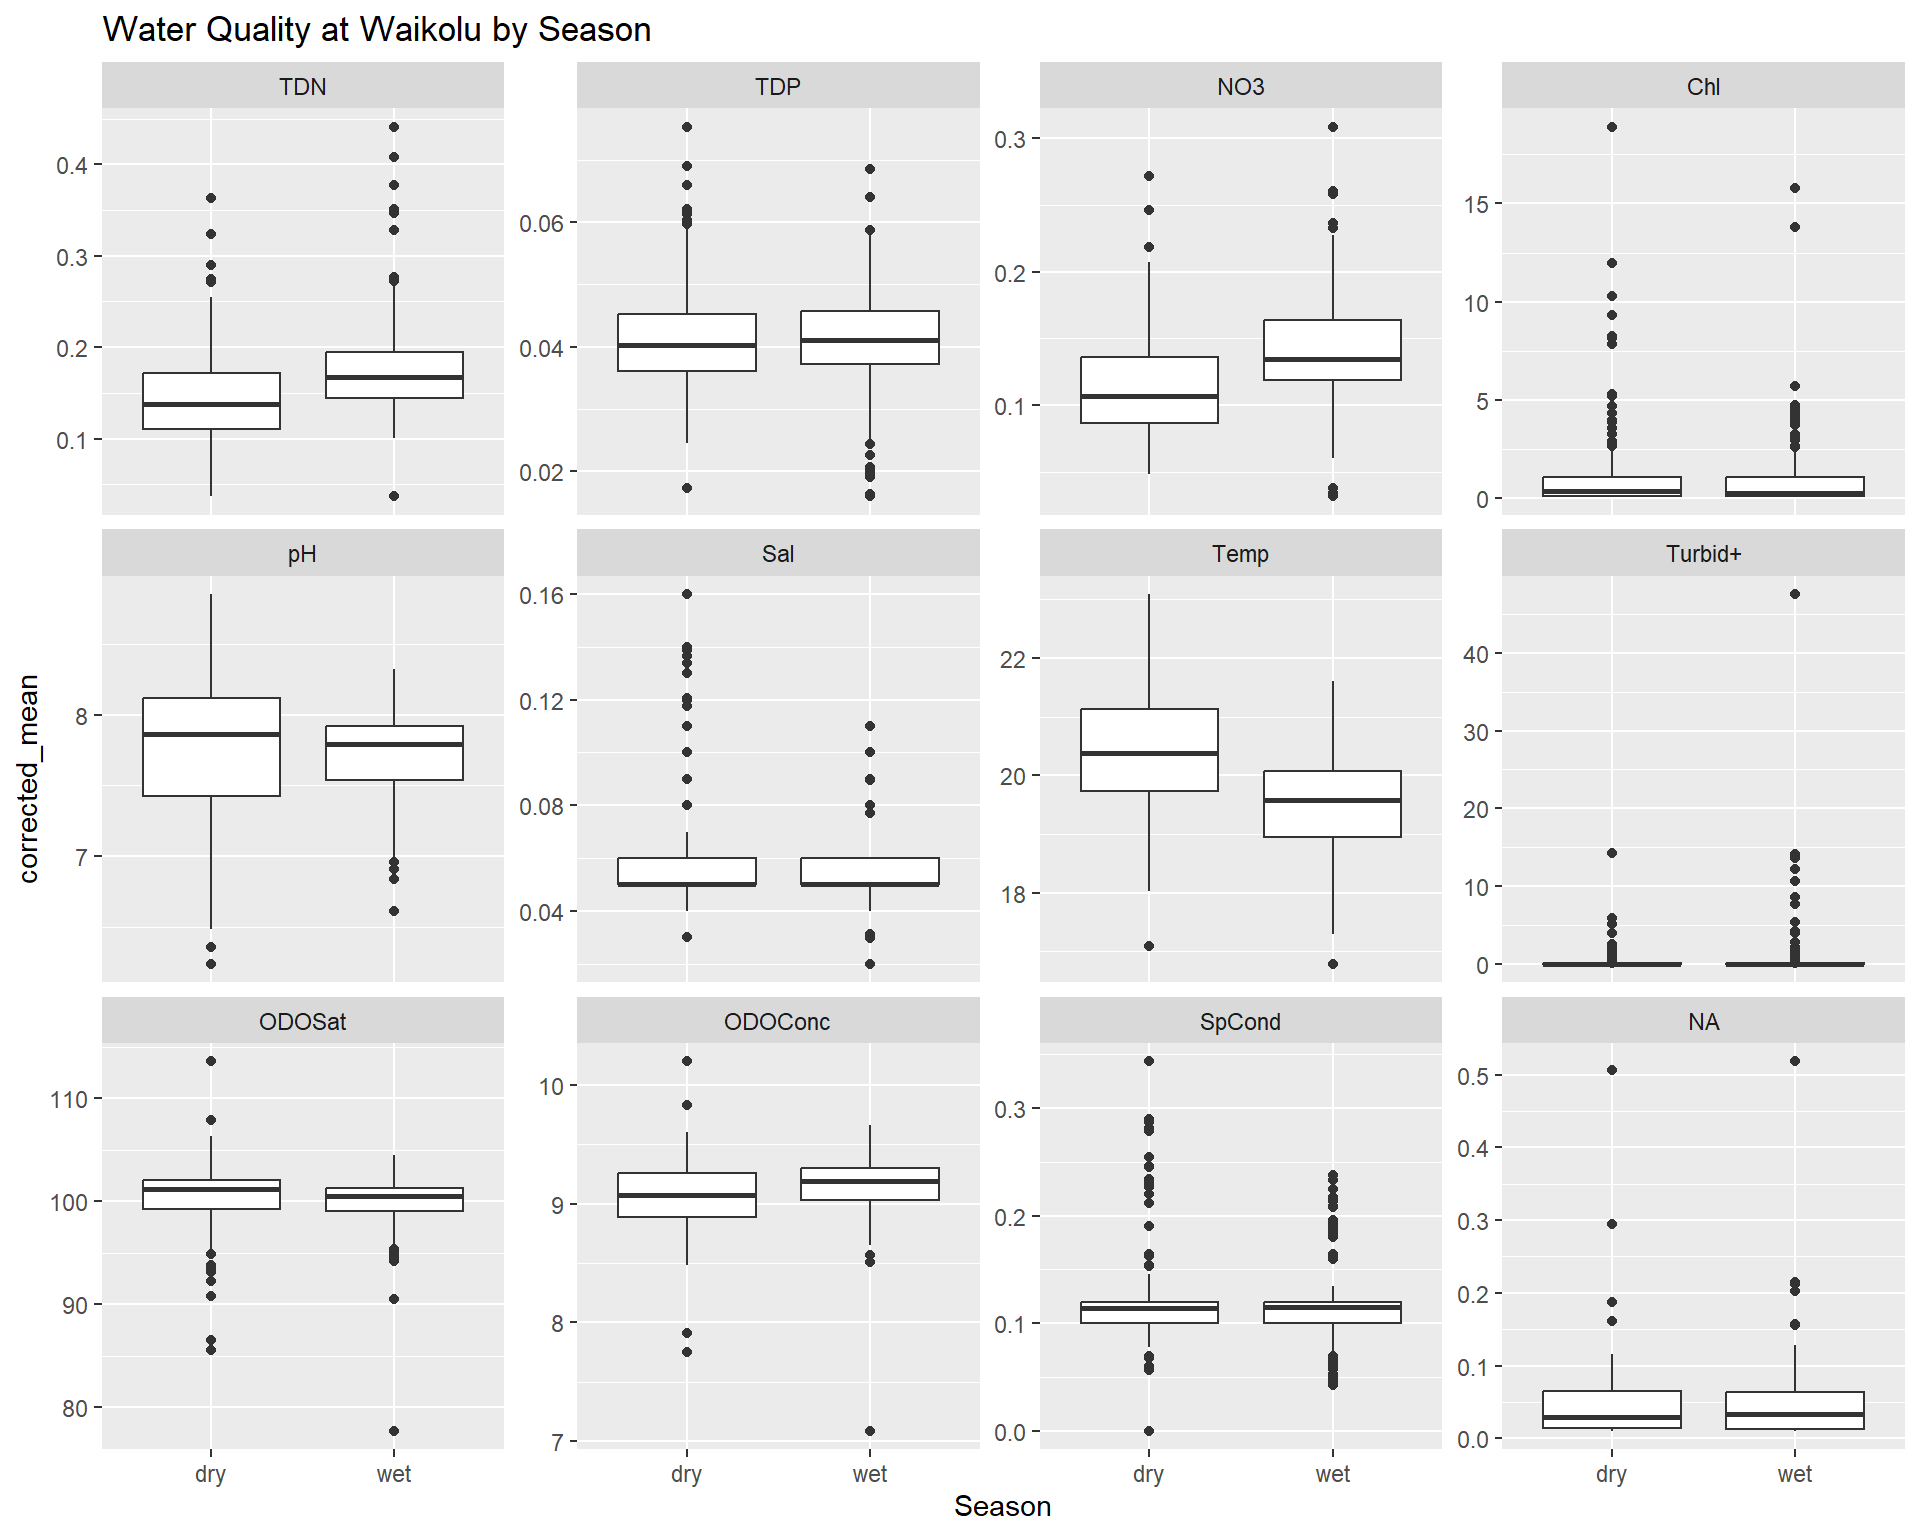 Water Quality at Waikolu by Season
TDN TDP NO3 Chl
0.4 0.3 0.2 0.1
0.06 0.04 0.02
0.3 0.2 0.1
15 10 5 0
pH Sal Temp Turbid+
8 7
0.16 0.12 0.08 0.04
22 20 18
40 30 20 10 0
corrected_mean
ODOSat ODOConc SpCond NA
110 100 90 80
10 9 8 7
0.3 0.2 0.1 0.0
0.5 0.4 0.3 0.2 0.1 0.0
dry wet dry wet dry wet dry wet
Season